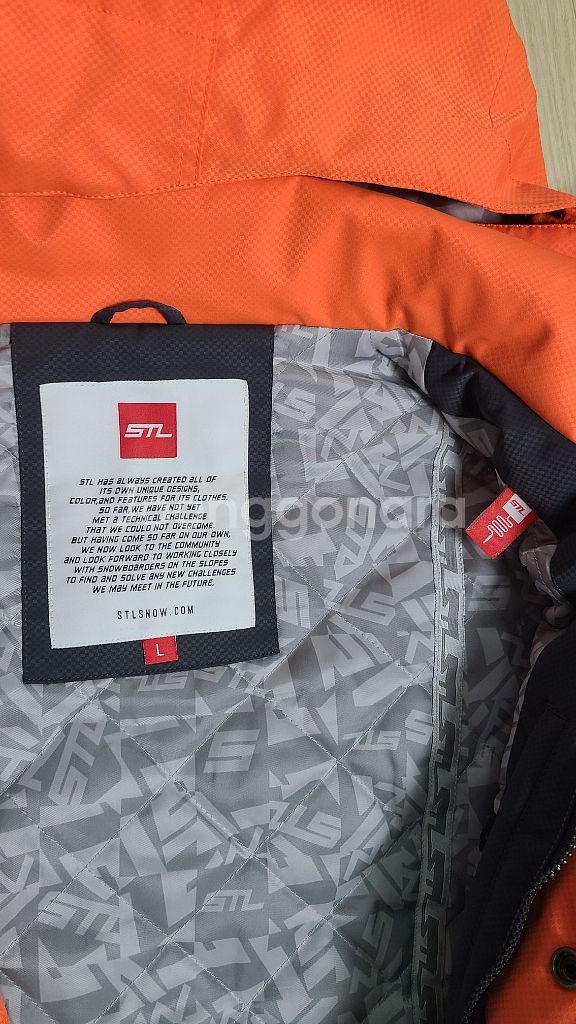 STL
STL HAS ALWAYS CREATED ALL OF
ITS OWN UNIQUE DESIGNS,
COLOR,AND FEATURES FOR ITS CLOTHES.
SO FAR,WE HAVE NOT YET
MET A TECHNICAL CHALLENGE
THAT WE COULD NOT OVERCOME.
BUT HAVING COME SO FAR ON OUR OWN,
WE NOW LOOK TO THE COMMUNITY
AND LOOK FORWARD TO WORKING CLOSELY
WITH SNOWBOARDERS ON THE SLOPES
TO FIND AND SOLVE ANY NEW CHALLENGES
WE MAY MEET IN THE FUTURE.
STLSNOW.COM
L
STL
STL
STL